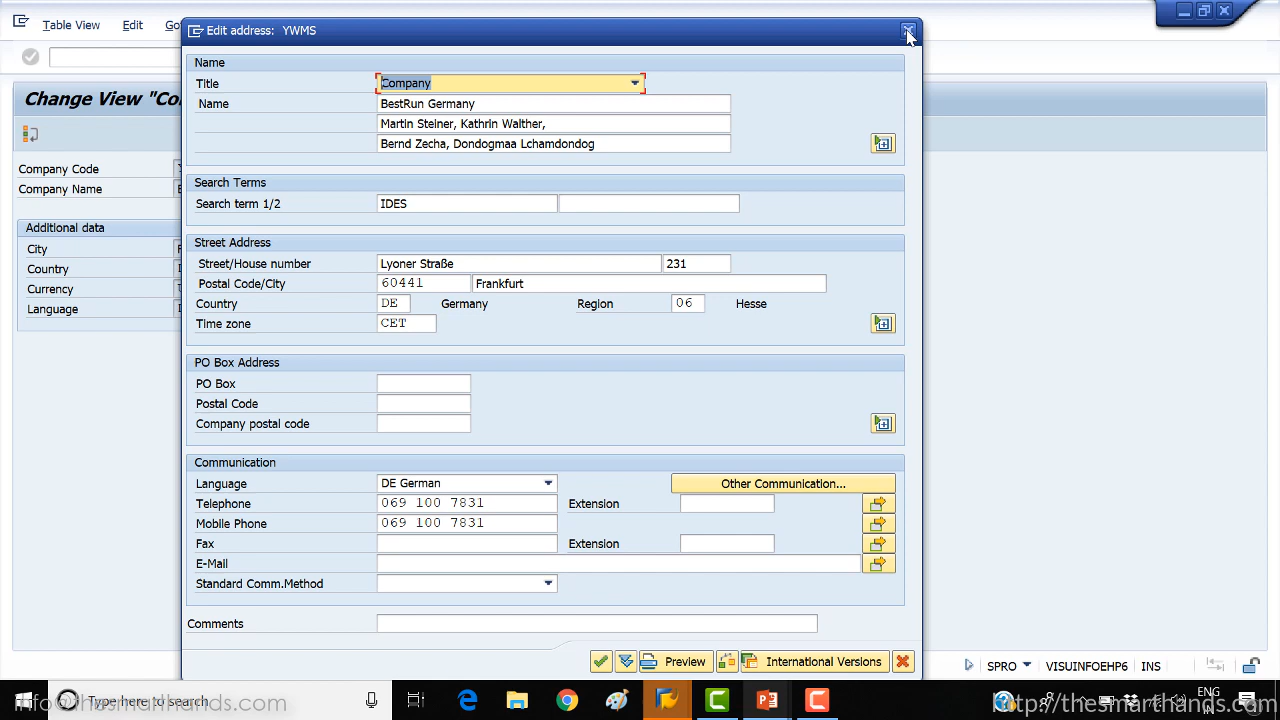 Table View Edit Go
Edit address: YWMS
Change View "Co
Company Code
Company Name
Additional data
City
Country
Currency
Language
Name
Title Company
Name BestRun Germany
Martin Steiner, Kathrin Walther,
Bernd Zecha, Dondogmaa Lchamdondog
Search Terms
Search term 1/2 IDES
Street Address
Street/House number Lyoner Straße 231
Postal Code/City 60441 Frankfurt
Country DE Germany Region 06 Hesse
Time zone CET
PO Box Address
PO Box
Postal Code
Company postal code
Communication
Language DE German Other Communication...
Telephone 069 100 7831 Extension
Mobile Phone 069 100 7831
Fax Extension
E-Mail
Standard Comm.Method
Comments
Preview International Versions
SPRO VISUINFOEHP6 INS
Type here to search
info@thesmarthands.com
ENG
IN
http://thesmarthands.com